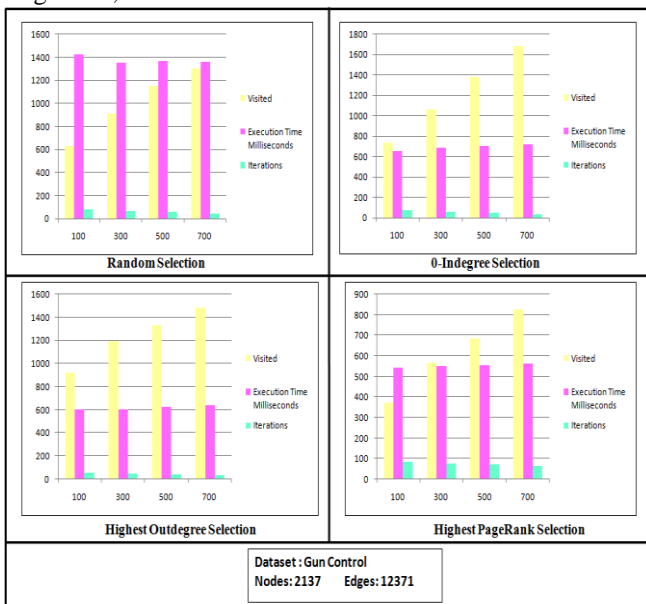 1600
1400
1200
1000
800
600
400
200
0
100 300 500 700
Visited
Execution Time
Milliseconds
Iterations
Random Selection
1800
1600
1400
1200
1000
800
600
400
200
0
100 300 500 700
Visited
Execution Time
Milliseconds
Iterations
0-Indegree Selection
1600
1400
1200
1000
800
600
400
200
0
100 300 500 700
Visited
Execution Time
Milliseconds
Iterations
Highest Outdegree Selection
900
800
700
600
500
400
300
200
100
0
100 300 500 700
Visited
Execution Time
Milliseconds
Iterations
Highest PageRank Selection
Dataset : Gun Control
Nodes: 2137 Edges: 12371